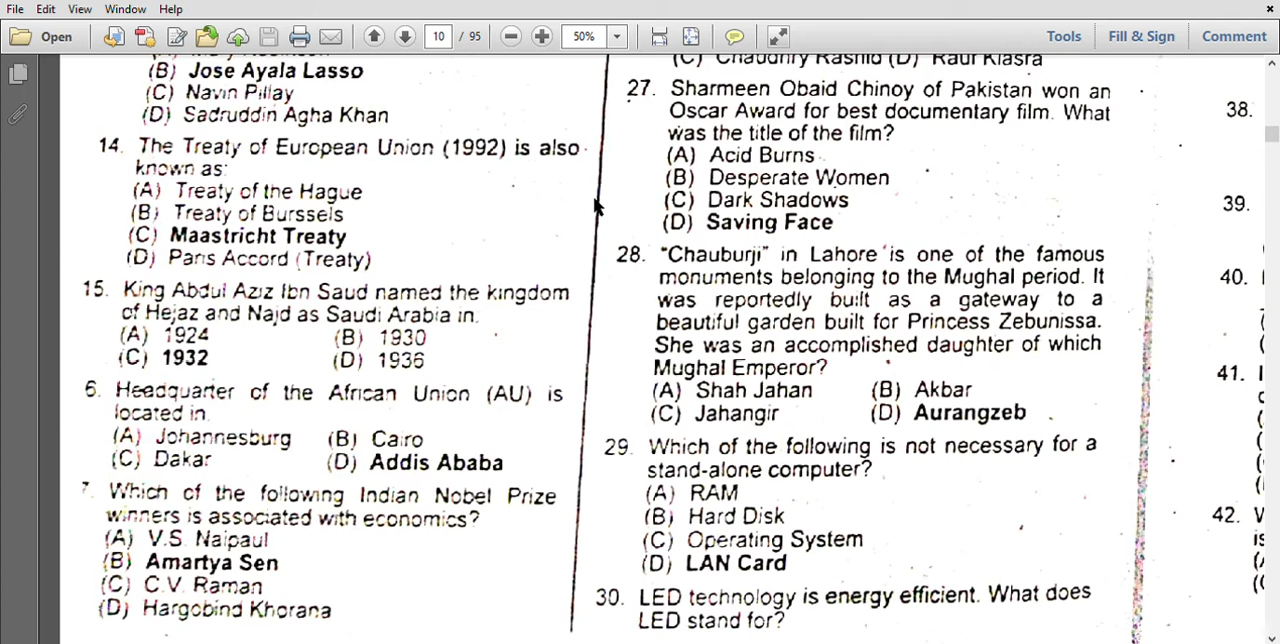 File Edit View Window Help
Open
10 / 95
50%
Tools Fill & Sign Comment
(B) Jose Ayala Lasso
(C) Navin Pillay
(D) Sadruddin Agha Khan
14. The Treaty of European Union (1992) is also
known as:
(A) Treaty of the Hague
(B) Treaty of Burssels
(C) Maastricht Treaty
(D) Paris Accord (Treaty)
15. King Abdul Aziz Ibn Saud named the kingdom
of Hejaz and Najd as Saudi Arabia in:
(A) 1924 (B) 1930
(C) 1932 (D) 1936
6. Headquarter of the African Union (AU) is
located in:
(A) Johannesburg (B) Cairo
(C) Dakar (D) Addis Ababa
7. Which of the following Indian Nobel Prize
winners is associated with economics?
(A) V.S. Naipaul
(B) Amartya Sen
(C) C.V. Raman
(D) Hargobind Khorana
(C) Chaudhry Rashid (D) Rauf Klasra
27. Sharmeen Obaid Chinoy of Pakistan won an
Oscar Award for best documentary film. What
was the title of the film?
(A) Acid Burns
(B) Desperate Women
(C) Dark Shadows
(D) Saving Face
28. "Chauburji" in Lahore is one of the famous
monuments belonging to the Mughal period. It
was reportedly built as a gateway to a
beautiful garden built for Princess Zebunissa.
She was an accomplished daughter of which
Mughal Emperor?
(A) Shah Jahan (B) Akbar
(C) Jahangir (D) Aurangzeb
29. Which of the following is not necessary for a
stand-alone computer?
(A) RAM
(B) Hard Disk
(C) Operating System
(D) LAN Card
30. LED technology is energy efficient. What does
LED stand for?
38.
39.
40.
41.
42.